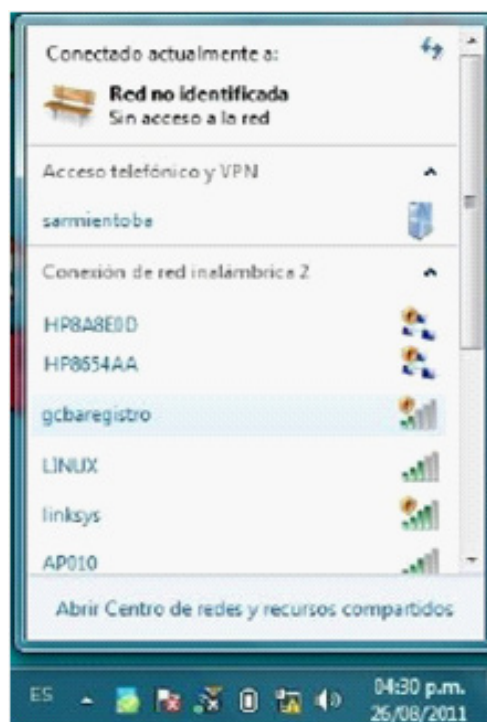 Conectado actualmente a:
Red no identificada
Sin acceso a la red
Acceso telefónico y VPN
sarmientoba
Conexión de red inalámbrica 2
HP8A8E0D
HP8654AA
gcbaregistro
LINUX
linksys
AP010
Abrir Centro de redes y recursos compartidos
ES
04:30 p.m.
26/08/2011